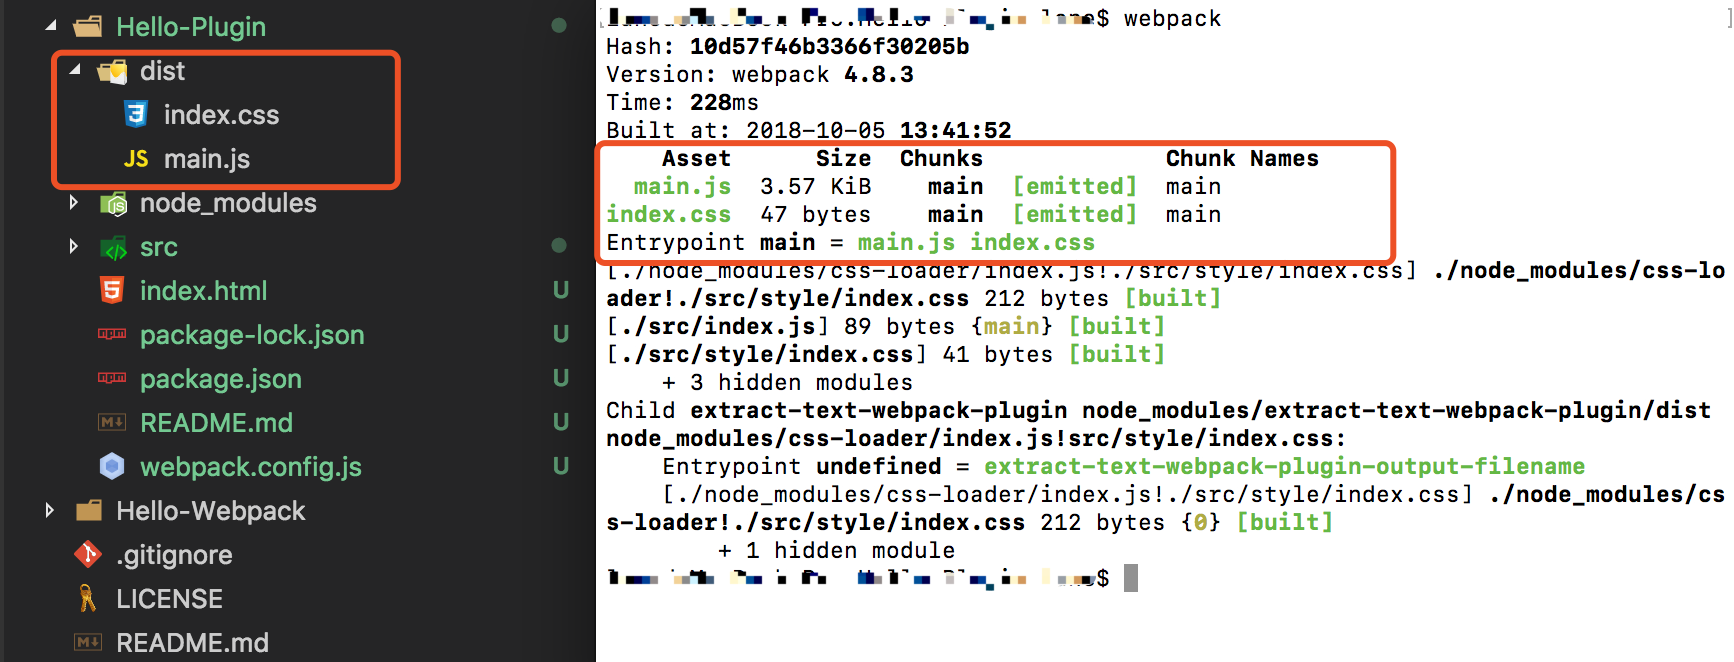 Hello-Plugin
dist
index.css
JS main.js
node_modules
src
index.html U
package-lock.json U
package.json U
README.md U
webpack.config.js U
Hello-Webpack
.gitignore
LICENSE
README.md
$ webpack
Hash: 10d57f46b3366f30205b
Version: webpack 4.8.3
Time: 228ms
Built at: 2018-10-05 13:41:52
Asset Size Chunks Chunk Names
main.js 3.57 KiB main [emitted] main
index.css 47 bytes main [emitted] main
Entrypoint main = main.js index.css
[./node_modules/css-loader/index.js!./src/style/index.css] ./node_modules/css-lo
ader!./src/style/index.css 212 bytes [built]
[./src/index.js] 89 bytes {main} [built]
[./src/style/index.css] 41 bytes [built]
+ 3 hidden modules
Child extract-text-webpack-plugin node_modules/extract-text-webpack-plugin/dist
node_modules/css-loader/index.js!src/style/index.css:
Entrypoint undefined = extract-text-webpack-plugin-output-filename
[./node_modules/css-loader/index.js!./src/style/index.css] ./node_modules/cs
s-loader!./src/style/index.css 212 bytes {0} [built]
+ 1 hidden module
$